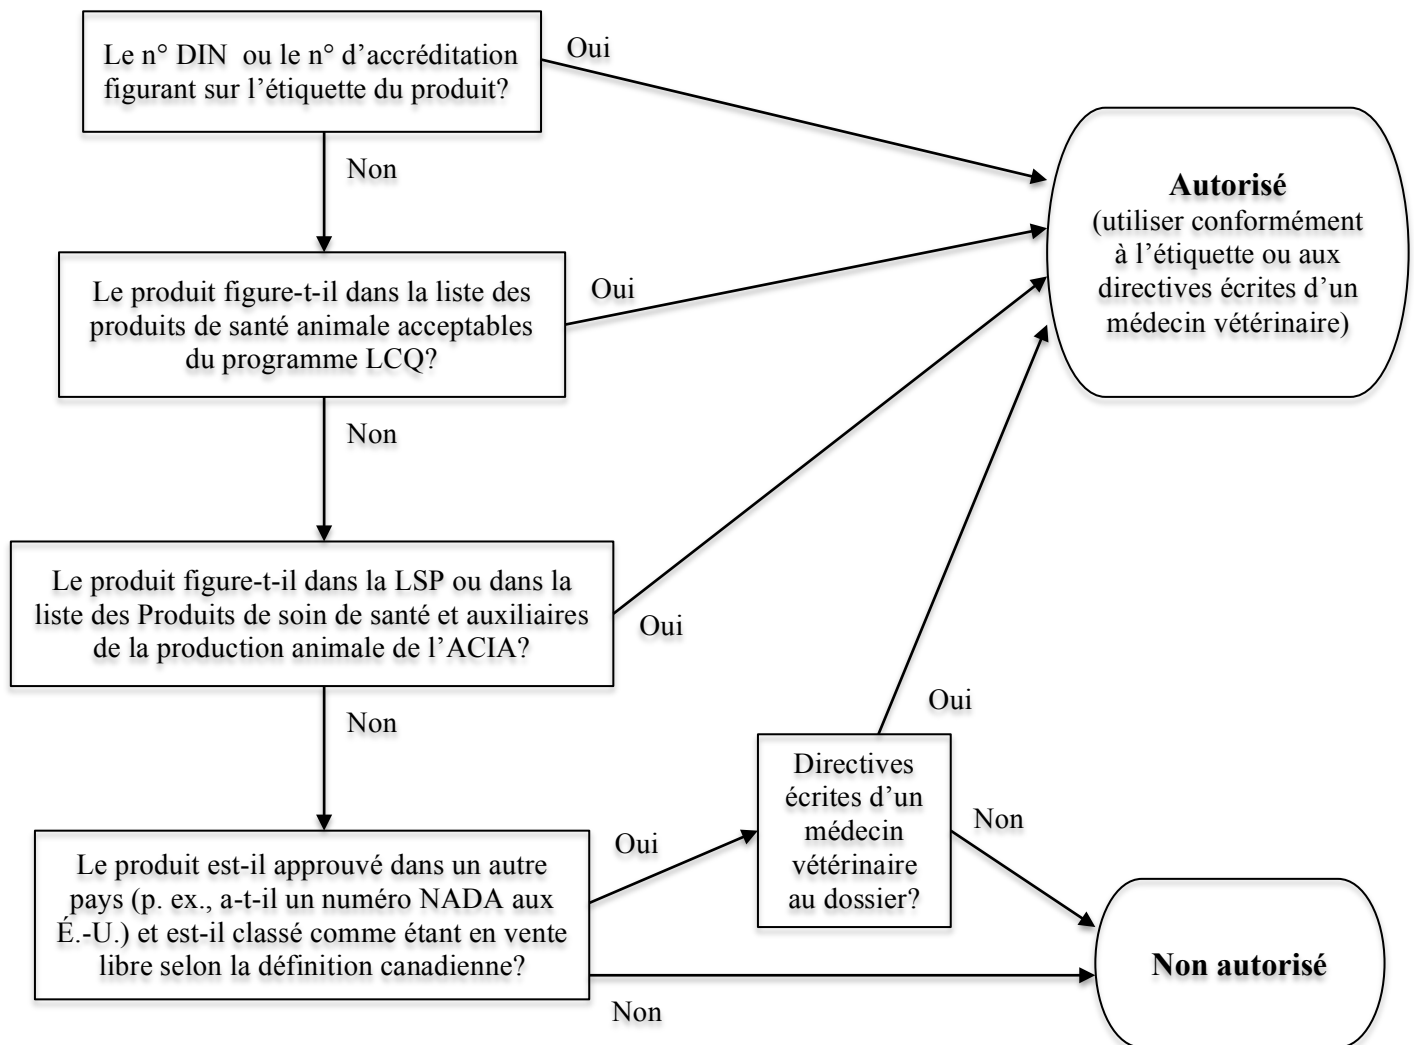 Le n° DIN ou le n° d’accréditation
figurant sur l’étiquette du produit?
Oui
Non
Autorisé
(utiliser conformément
à l’étiquette ou aux
directives écrites d’un
médecin vétérinaire)
Le produit figure-t-il dans la liste des
produits de santé animale acceptables
du programme LCQ?
Oui
Non
Le produit figure-t-il dans la LSP ou dans la
liste des Produits de soin de santé et auxiliaires
de la production animale de l’ACIA?
Oui
Non
Le produit est-il approuvé dans un autre
pays (p. ex., a-t-il un numéro NADA aux
É.-U.) et est-il classé comme étant en vente
libre selon la définition canadienne?
Oui
Non
Directives
écrites d’un
médecin
vétérinaire
au dossier?
Oui
Non
Non autorisé